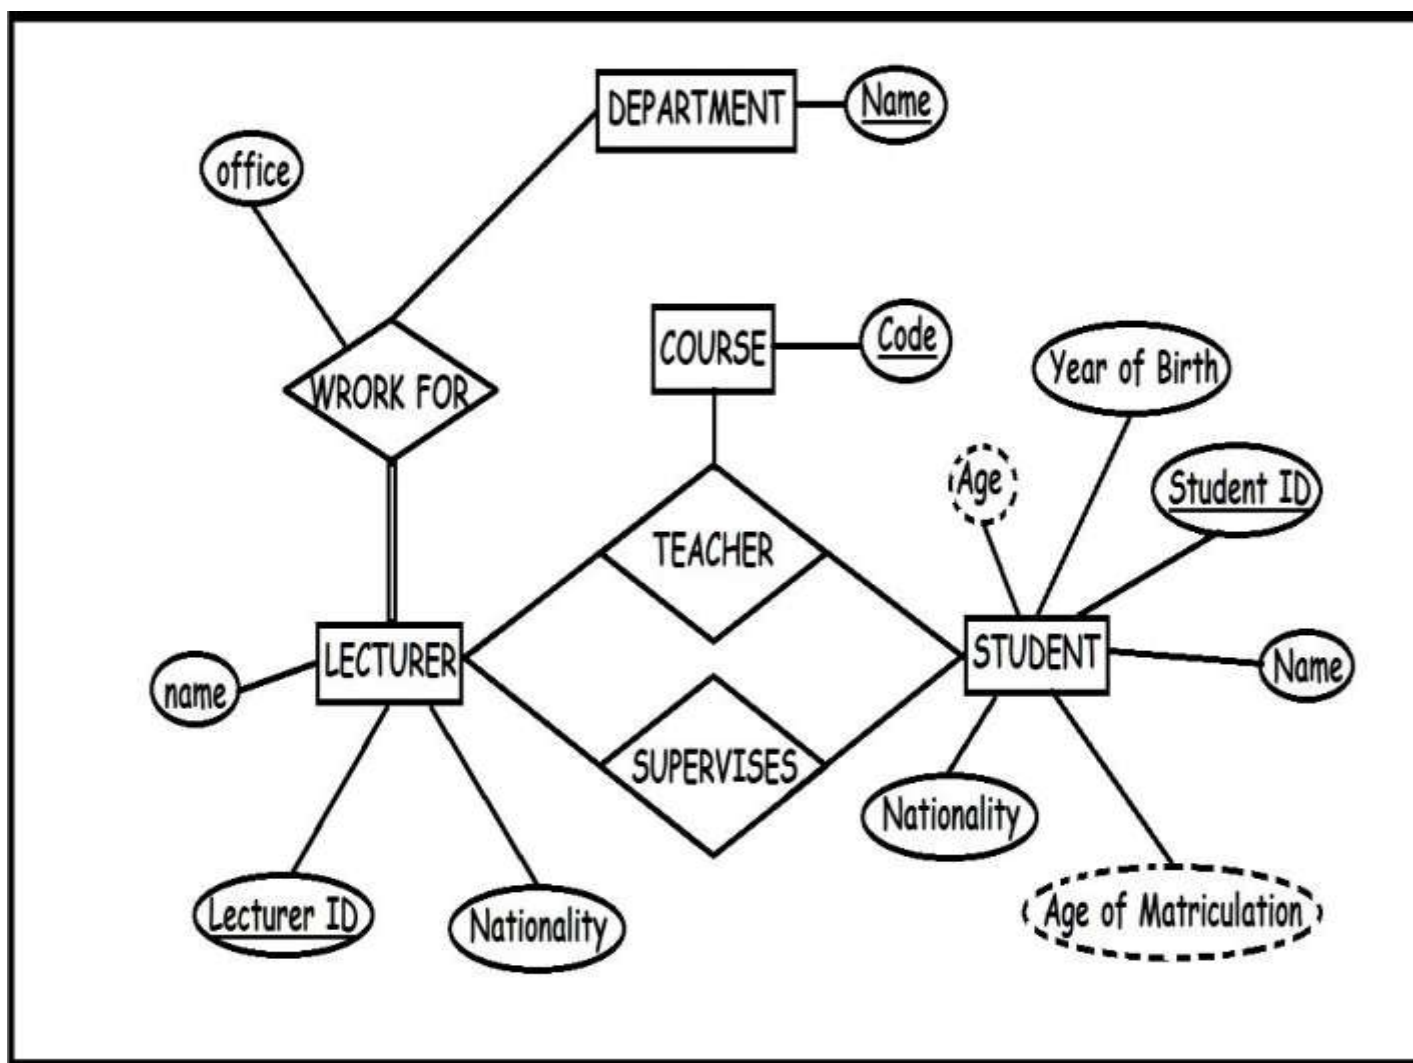 DEPARTMENT
Name
office
COURSE
Code
WRORK FOR
Year of Birth
Age
Student ID
TEACHER
LECTURER
STUDENT
name
Name
SUPERVISES
Nationality
Lecturer ID
Nationality
Age of Matriculation